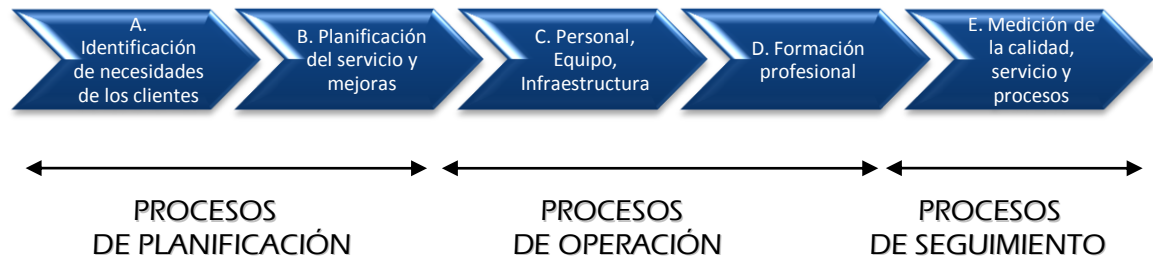 A.
Identificación
de necesidades
de los clientes
B. Planificación
del servicio y
mejoras
C. Personal,
Equipo,
Infraestructura
D. Formación
profesional
E. Medición de
la calidad,
servicio y
procesos
PROCESOS
DE PLANIFICACIÓN
PROCESOS
DE OPERACIÓN
PROCESOS
DE SEGUIMIENTO